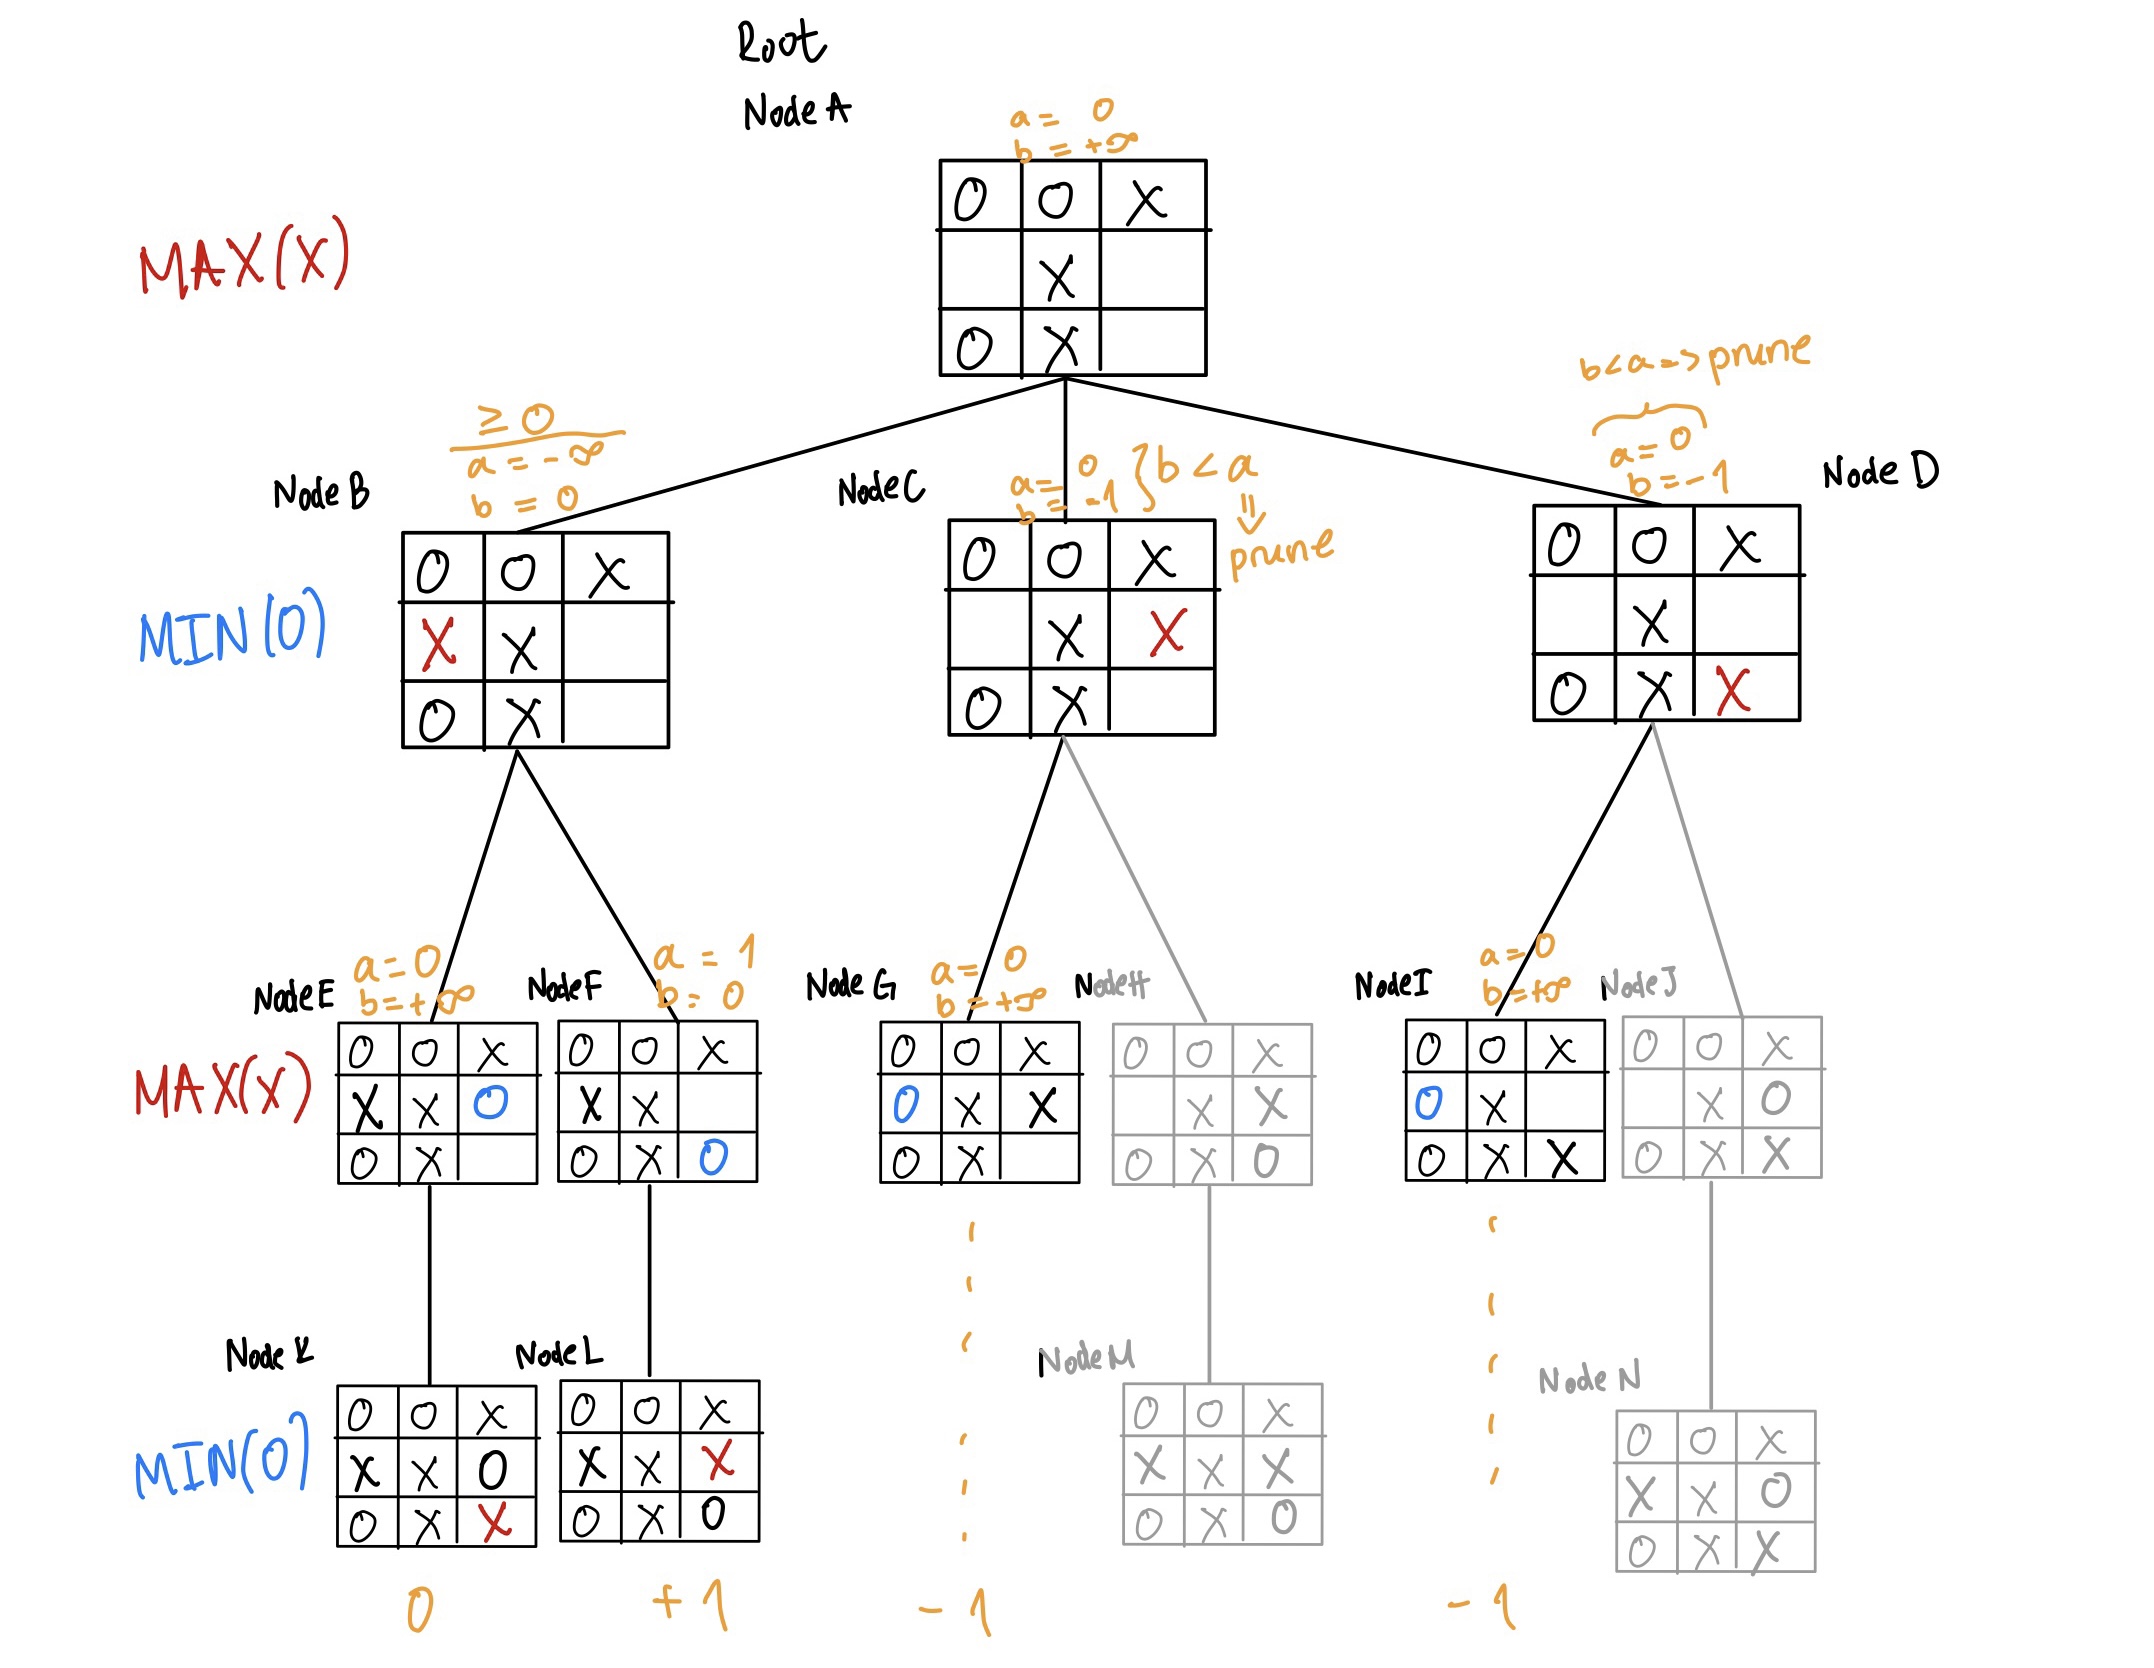 Root
Node A
a = 0
b = +∞
O O X
X
O X
MAX(X)
b < a => prune
≥ 0
a = -∞
b = 0
Node B
Node C
a = 0
b = -1
} b < a
⇓
prune
a = 0
b = -1
Node D
MIN(O)
O O X
X X
O X
O O X
X X
O X
O O X
X
O X X
Node E
a = 0
b = +∞
Node F
a = 1
b = 0
Node G
a = 0
b = +∞
Node H
Node I
a = 0
b = +∞
Node J
MAX(X)
O O X
X X O
O X
O O X
X X
O X O
O O X
O X X
O X
O O X
X X
O X O
O O X
O X
O X X
O O X
X O
O X X
Node K
Node L
Node M
Node N
MIN(O)
O O X
X X O
O X X
O O X
X X X
O X O
O O X
X X X
O X O
O O X
X X O
O X X
0
+1
-1
-1